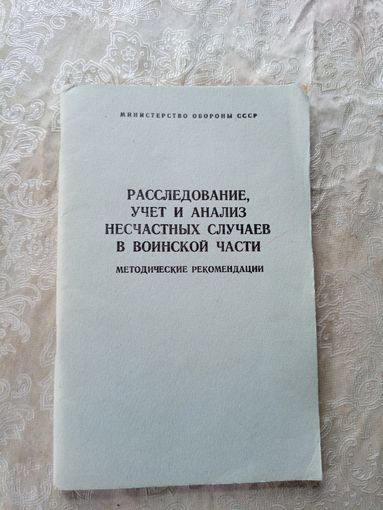 МИНИСТЕРСТВО ОБОРОНЫ СССР
РАССЛЕДОВАНИЕ,
УЧЕТ И АНАЛИЗ
НЕСЧАСТНЫХ СЛУЧАЕВ
В ВОИНСКОЙ ЧАСТИ
МЕТОДИЧЕСКИЕ РЕКОМЕНДАЦИИ